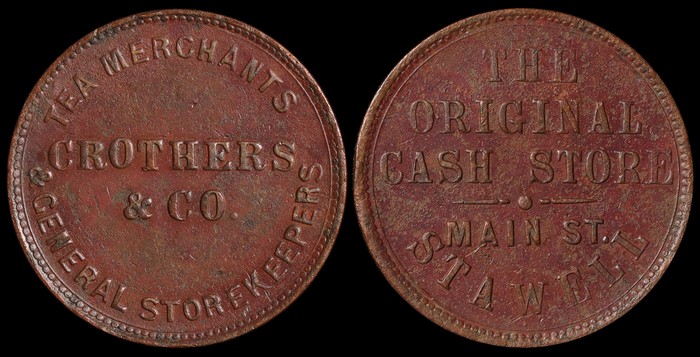 TEA MERCHANTS
CROTHERS
& CO.
& GENERAL STOREKEEPERS
THE
ORIGINAL
CASH STORE
MAIN ST.
STAWELL